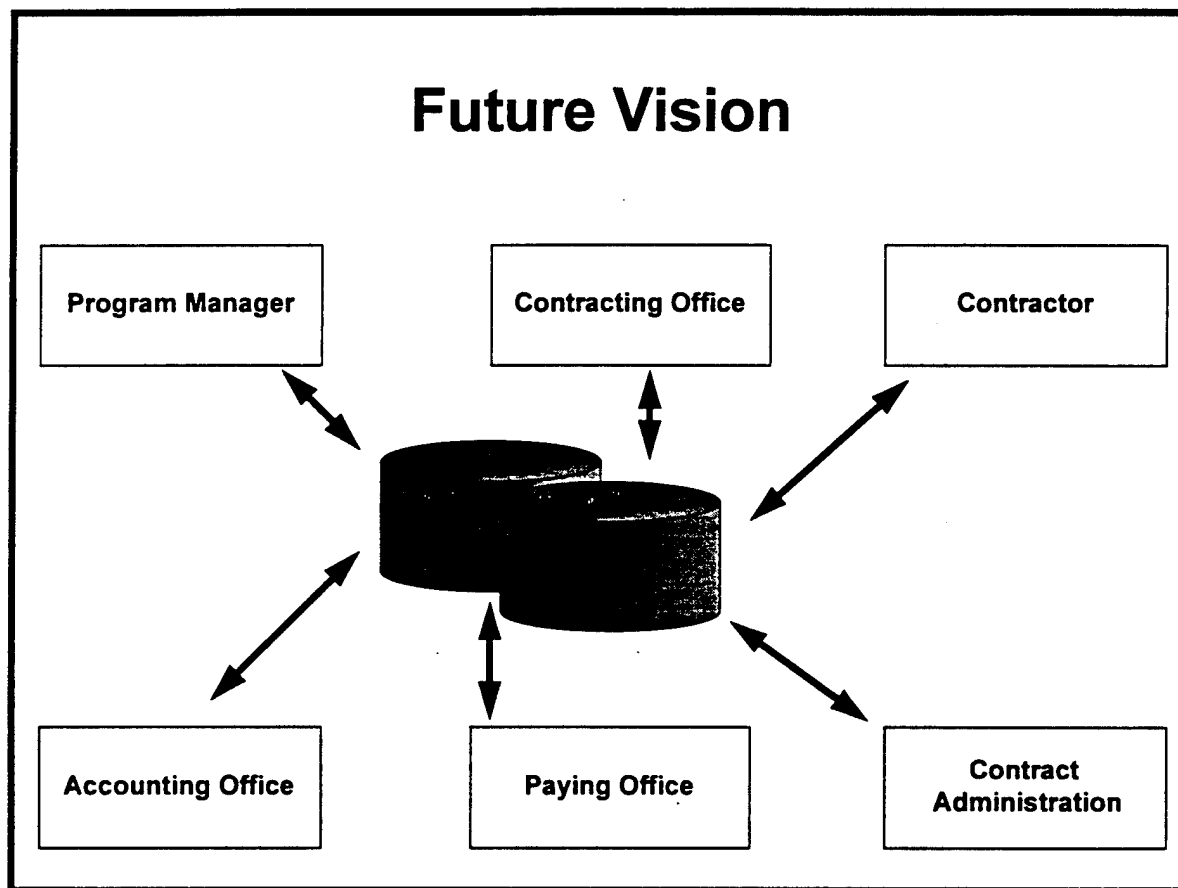 Future Vision
Program Manager
Contracting Office
Contractor
Accounting Office
Paying Office
Contract
Administration